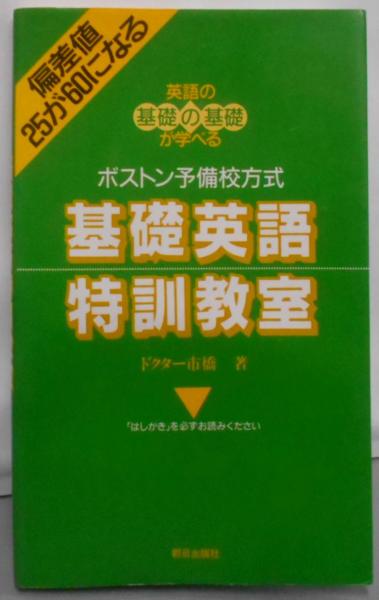 偏差値
25が60になる
英語の
基礎の基礎
が学べる
ボストン予備校方式
基礎英語
特訓教室
ドクター市橋 著
「はしがき」を必ずお読みください
朝日出版社